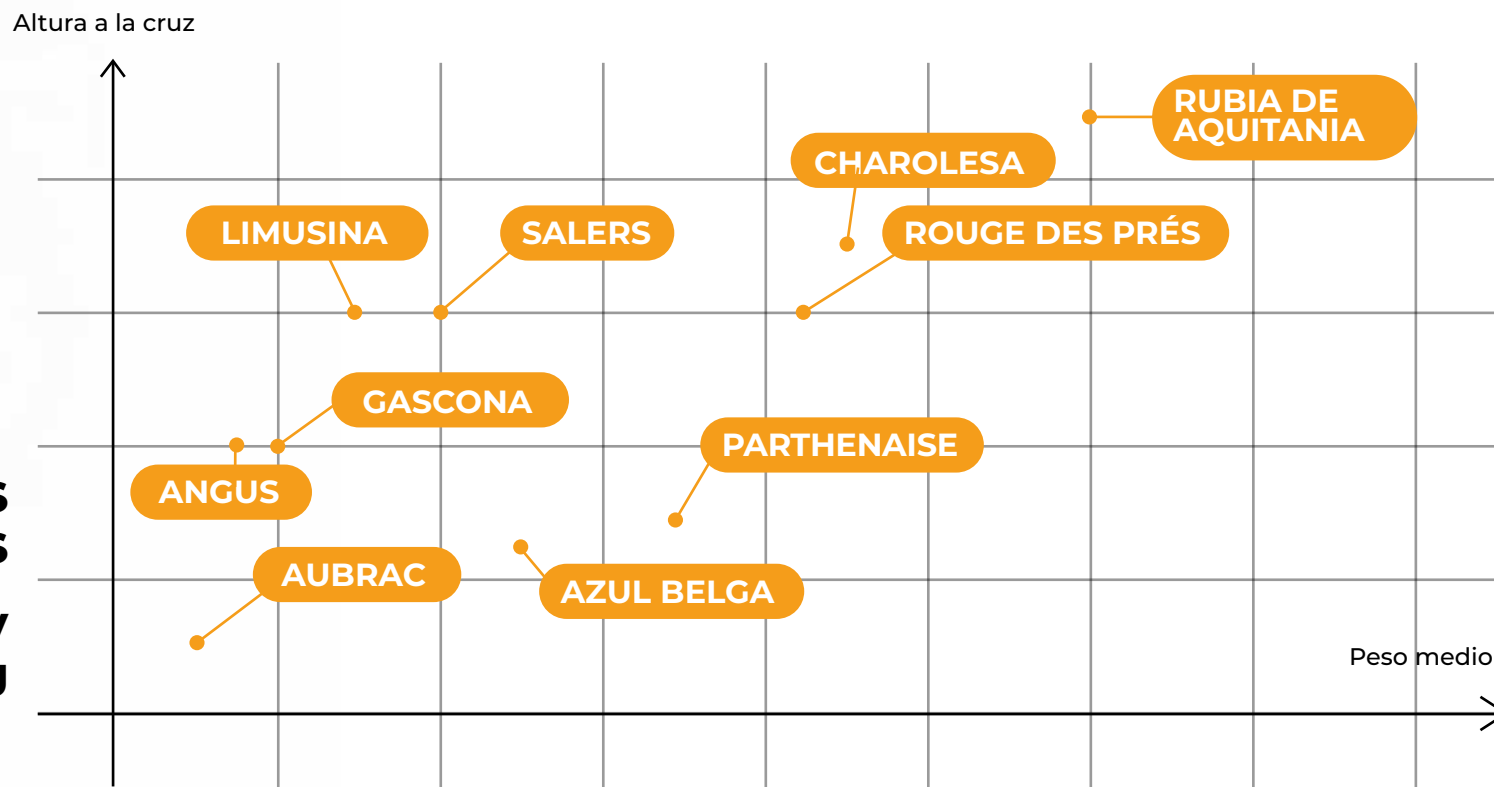 Altura a la cruz
RUBIA DE
AQUITANIA
CHAROLESA
LIMUSINA
SALERS
ROUGE DES PRÉS
GASCONA
PARTHENAISE
ANGUS
AUBRAC
AZUL BELGA
Peso medio